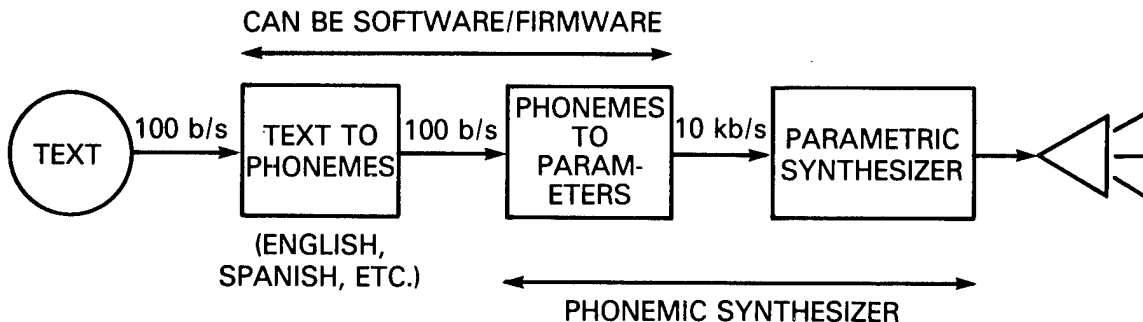 CAN BE SOFTWARE/FIRMWARE
TEXT
100 b/s
TEXT TO
PHONEMES
100 b/s
PHONEMES
TO
PARAM-
ETERS
10 kb/s
PARAMETRIC
SYNTHESIZER
(ENGLISH,
SPANISH, ETC.)
PHONEMIC SYNTHESIZER